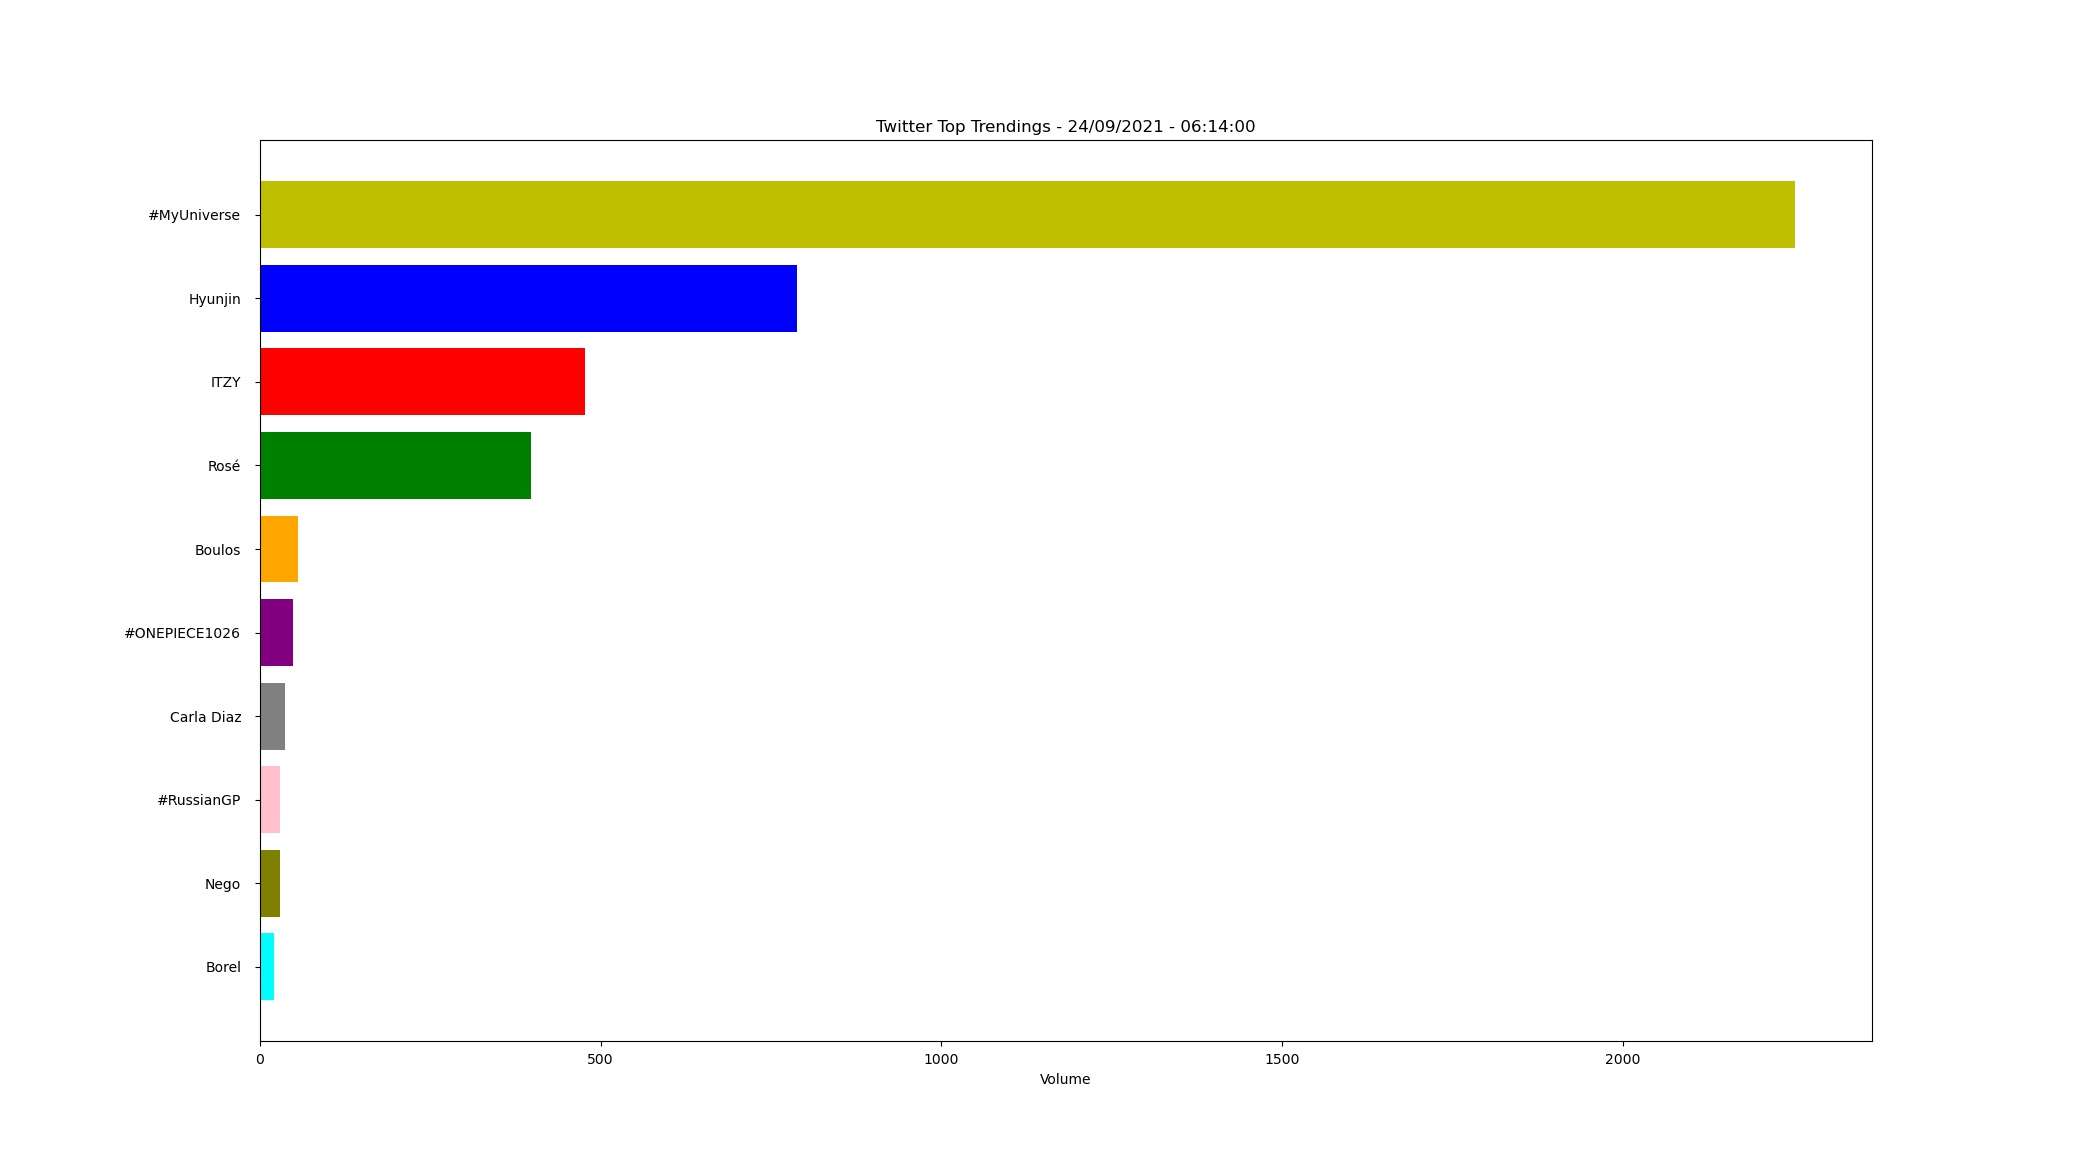 Twitter Top Trendings - 24/09/2021 - 06:14:00
#MyUniverse
Hyunjin
ITZY
Rosé
Boulos
#ONEPIECE1026
Carla Diaz
#RussianGP
Nego
Borel
0 500 1000 1500 2000
Volume